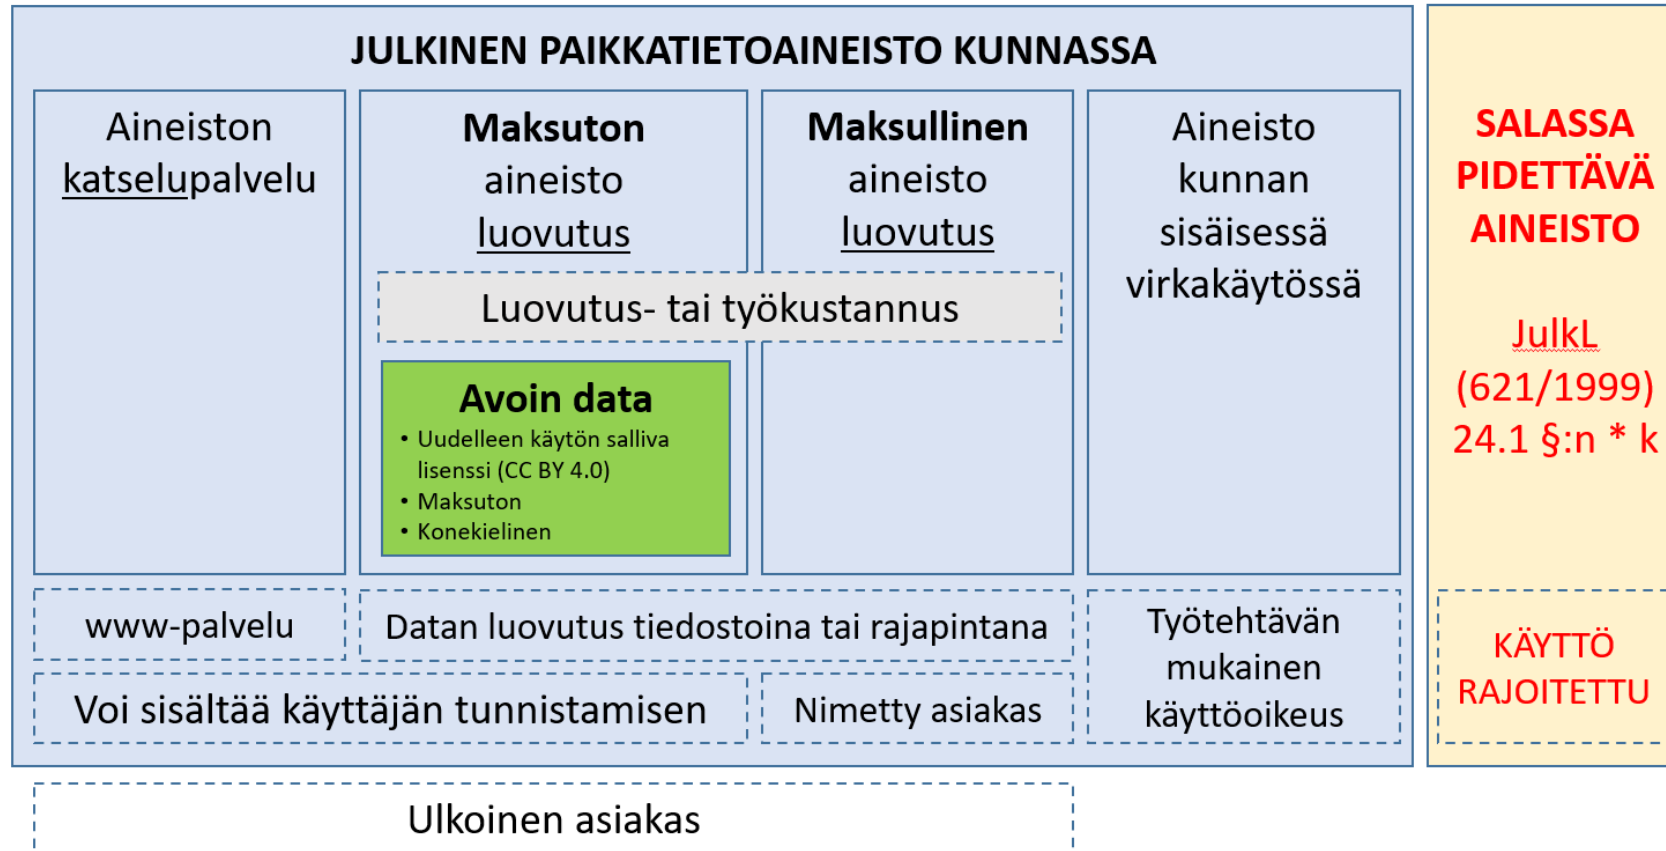 JULKINEN PAIKKATIETOAINEISTO KUNNASSA
Aineiston
katselupalvelu
Maksuton
aineisto
luovutus
Maksullinen
aineisto
luovutus
Aineisto
kunnan
sisäisessä
virkakäytössä
Luovutus- tai työkustannus
Avoin data
• Uudelleen käytön salliva
lisenssi (CC BY 4.0)
• Maksuton
• Konekielinen
www-palvelu
Datan luovutus tiedostoina tai rajapintana
Työtehtävän
mukainen
käyttöoikeus
Voi sisältää käyttäjän tunnistamisen
Nimetty asiakas
Ulkoinen asiakas
SALASSA
PIDETTÄVÄ
AINEISTO
JulkL
(621/1999)
24.1 §:n * k
KÄYTTÖ
RAJOITETTU